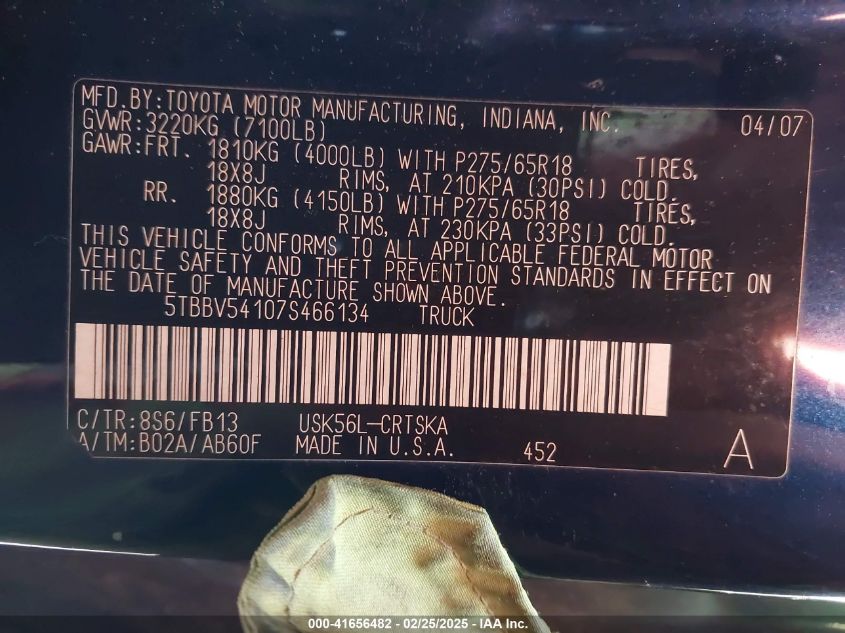 MFD.BY:TOYOTA MOTOR MANUFACTURING, INDIANA, INC. 04/07
GVWR:3220KG (7100LB)
GAWR:FRT. 1810KG (4000LB) WITH P275/65R18 TIRES,
18X8J RIMS, AT 210KPA (30PSI) COLD.
RR. 1880KG (4150LB) WITH P275/65R18 TIRES,
18X8J RIMS, AT 230KPA (33PSI) COLD.
THIS VEHICLE CONFORMS TO ALL APPLICABLE FEDERAL MOTOR
VEHICLE SAFETY AND THEFT PREVENTION STANDARDS IN EFFECT ON
THE DATE OF MANUFACTURE SHOWN ABOVE.
5TBBV54107S466134 TRUCK
C/TR:8S6/FB13 USK56L-CRTSKA
A/TM:B02A/AB60F MADE IN U.S.A. 452 A
000-41656482 - 02/25/2025 - IAA Inc.